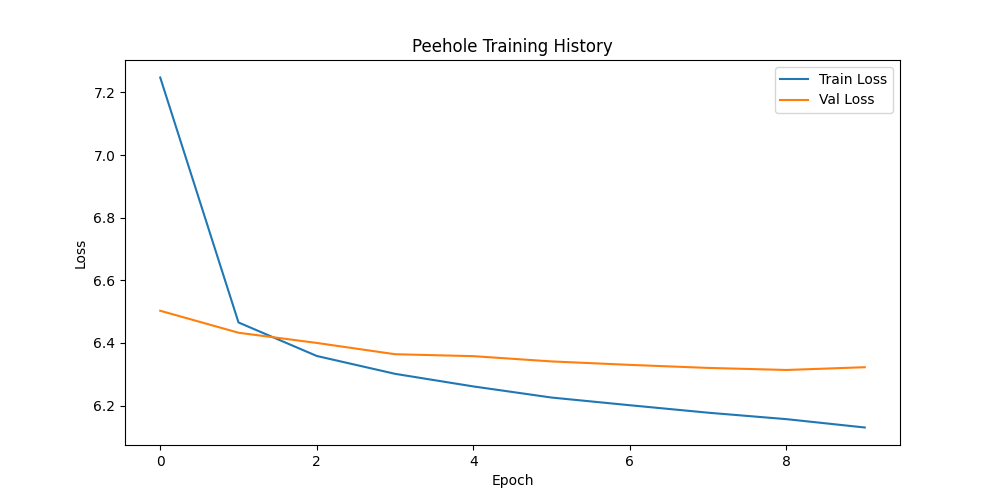 Peehole Training History
Train Loss
Val Loss
7.2
7.0
6.8
6.6
6.4
6.2
Loss
0 2 4 6 8
Epoch